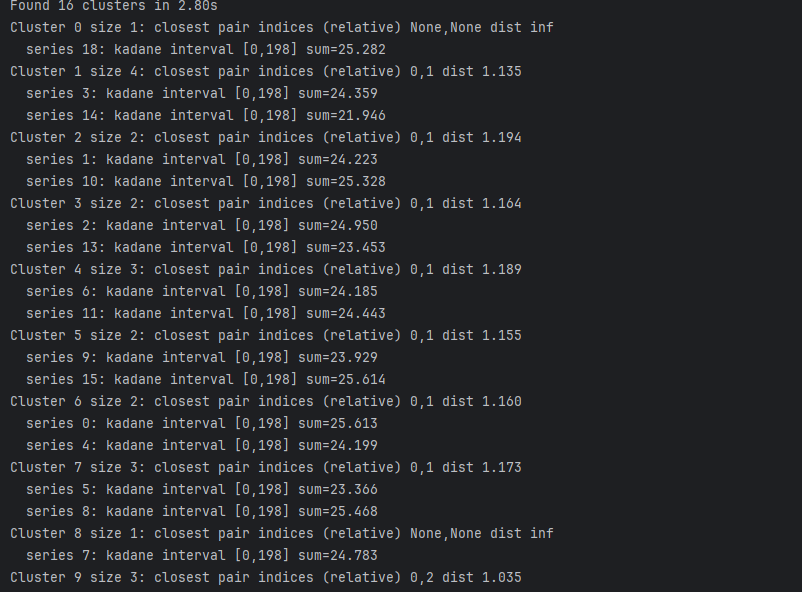 Found 16 clusters in 2.80s
Cluster 0 size 1: closest pair indices (relative) None,None dist inf
  series 18: kadane interval [0,198] sum=25.282
Cluster 1 size 4: closest pair indices (relative) 0,1 dist 1.135
  series 3: kadane interval [0,198] sum=24.359
  series 14: kadane interval [0,198] sum=21.946
Cluster 2 size 2: closest pair indices (relative) 0,1 dist 1.194
  series 1: kadane interval [0,198] sum=24.223
  series 10: kadane interval [0,198] sum=25.328
Cluster 3 size 2: closest pair indices (relative) 0,1 dist 1.164
  series 2: kadane interval [0,198] sum=24.950
  series 13: kadane interval [0,198] sum=23.453
Cluster 4 size 3: closest pair indices (relative) 0,1 dist 1.189
  series 6: kadane interval [0,198] sum=24.185
  series 11: kadane interval [0,198] sum=24.443
Cluster 5 size 2: closest pair indices (relative) 0,1 dist 1.155
  series 9: kadane interval [0,198] sum=23.929
  series 15: kadane interval [0,198] sum=25.614
Cluster 6 size 2: closest pair indices (relative) 0,1 dist 1.160
  series 0: kadane interval [0,198] sum=25.613
  series 4: kadane interval [0,198] sum=24.199
Cluster 7 size 3: closest pair indices (relative) 0,1 dist 1.173
  series 5: kadane interval [0,198] sum=23.366
  series 8: kadane interval [0,198] sum=25.468
Cluster 8 size 1: closest pair indices (relative) None,None dist inf
  series 7: kadane interval [0,198] sum=24.783
Cluster 9 size 3: closest pair indices (relative) 0,2 dist 1.035